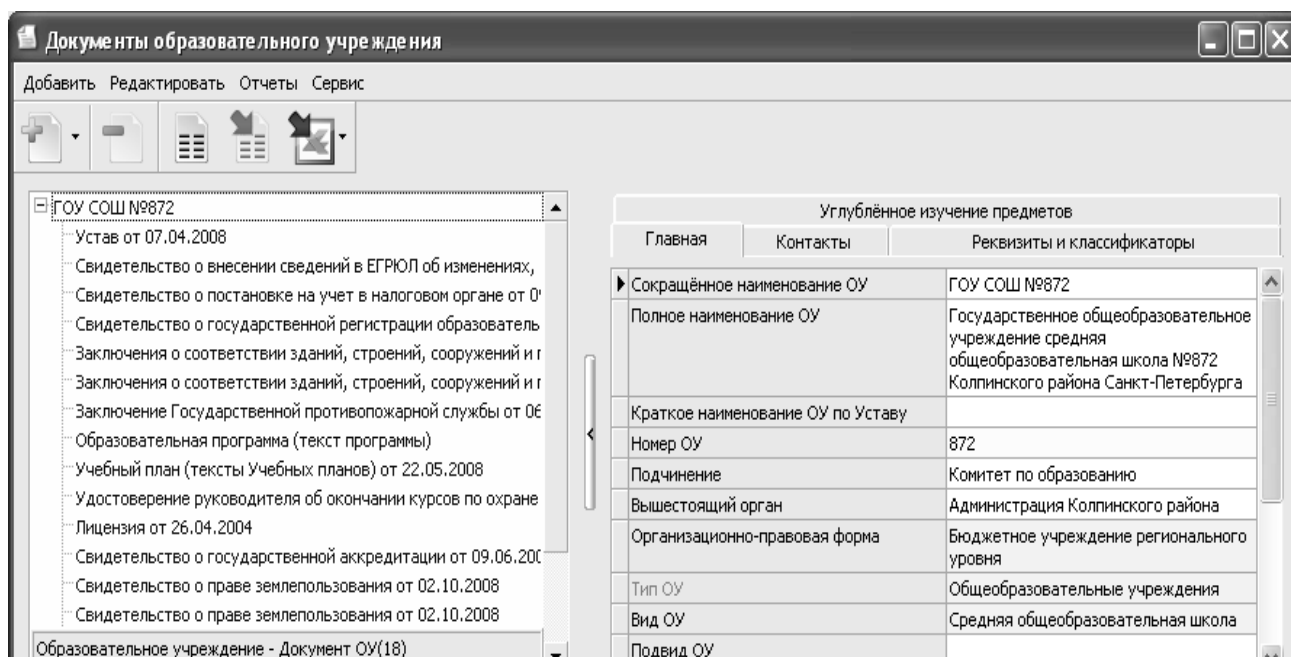 Документы образовательного учреждения
Добавить Редактировать Отчеты Сервис
ГОУ СОШ №872
Устав от 07.04.2008
Свидетельство о внесении сведений в ЕГРЮЛ об изменениях,
Свидетельство о постановке на учет в налоговом органе от
Свидетельство о государственной регистрации
Заключения о соответствии зданий, строений, сооружений и
Заключения о соответствии зданий, строений, сооружений и
Заключение Государственной противопожарной службы от 06
Образовательная программа (текст программы)
Учебный план (тексты Учебных планов) от 22.05.2008
Удостоверение руководителя об окончании курсов по охране
Лицензия от 26.04.2004
Свидетельство о государственной аккредитации от
Свидетельство о праве землепользования от 02.10.2008
Свидетельство о праве землепользования от 02.10.2008
Образовательное учреждение - Документ ОУ(18)
Углублённое изучение предметов
Главная Контакты Реквизиты и классификаторы
Сокращённое наименование ОУ ГОУ СОШ №872
Полное наименование ОУ Государственное общеобразовательное
учреждение средняя
общеобразовательная школа №872
Колпинского района Санкт-Петербурга
Краткое наименование ОУ по Уставу
Номер ОУ 872
Подчинение Комитет по образованию
Вышестоящий орган Администрация Колпинского района
Организационно-правовая форма Бюджетное учреждение регионального
уровня
Тип ОУ Общеобразовательные учреждения
Вид ОУ Средняя общеобразовательная школа
Подвид ОУ